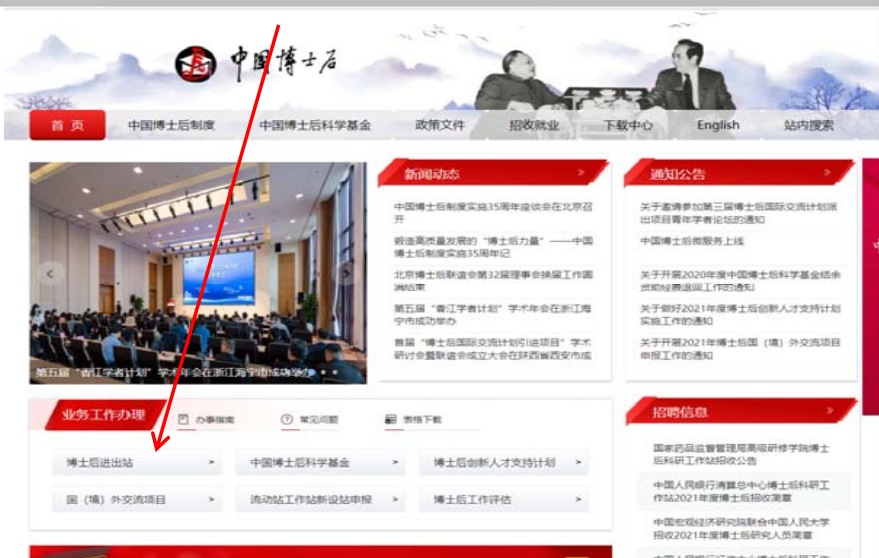 中国博士后
首 页
中国博士后制度
中国博士后科学基金
政策文件
招收就业
下载中心
English
站内搜索
新闻动态 >
中国博士后制度实施35周年座谈会在北京召
开
锻造高质量发展的“博士后力量”——中国
博士后制度实施35周年记
北京博士后联谊会第32届理事会换届工作圆
满结束
第五届“香江学者计划”学术年会在浙江海
宁市成功举办
首届“博士后国际交流计划引进项目”学术
研讨会暨联谊会成立大会在陕西省西安市成
通知公告 >
关于邀请参加第三届博士后国际交流计划派
出项目青年学者论坛的通知
中国博士后微服务上线
关于开展2020年度中国博士后科学基金结余
资助经费退回工作的通知
关于做好2021年度博士后创新人才支持计划
实施工作的通知
关于开展2021年博士后国（境）外交流项目
申报工作的通知
第五届“香江学者计划”学术年会在浙江海宁市成功举办
业务工作办理
办事指南
常见问题
表格下载
博士后进出站 >
中国博士后科学基金 >
博士后创新人才支持计划 >
国（境）外交流项目 >
流动站工作站新设站申报 >
博士后工作评估 >
招聘信息 >
国家药品监督管理局高级研修学院博士
后科研工作站招收公告
中国人民银行清算总中心博士后科研工
作站2021年度博士后招收简章
中国宏观经济研究院联合中国人民大学
招收2021年度博士后研究人员简章